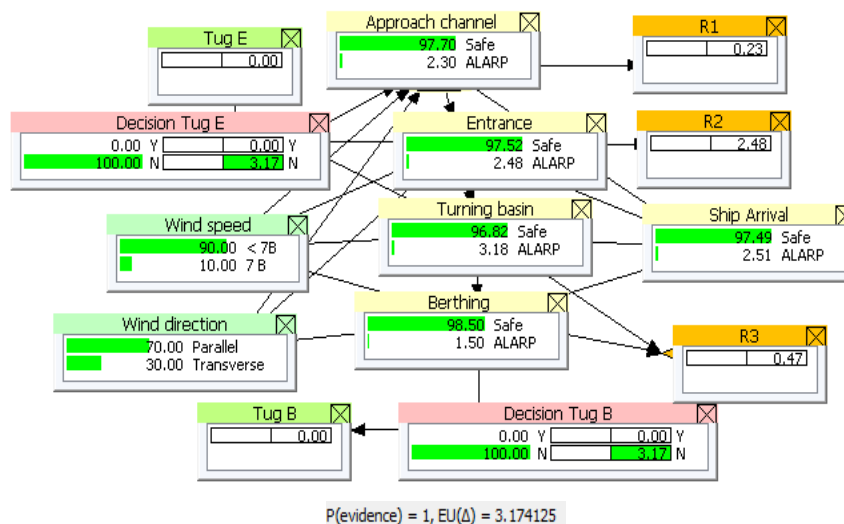 Tug E
0.00
Approach channel
97.70 Safe
2.30 ALARP
R1
0.23
Decision Tug E
0.00 Y 0.00 Y
100.00 N 3.17 N
Entrance
97.52 Safe
2.48 ALARP
R2
2.48
Wind speed
90.00 < 7B
10.00 7 B
Turning basin
96.82 Safe
3.18 ALARP
Ship Arrival
97.49 Safe
2.51 ALARP
Wind direction
70.00 Parallel
30.00 Transverse
Berthing
98.50 Safe
1.50 ALARP
R3
0.47
Tug B
0.00
Decision Tug B
0.00 Y 0.00 Y
100.00 N 3.17 N
P(evidence) = 1, EU(Δ) = 3.174125